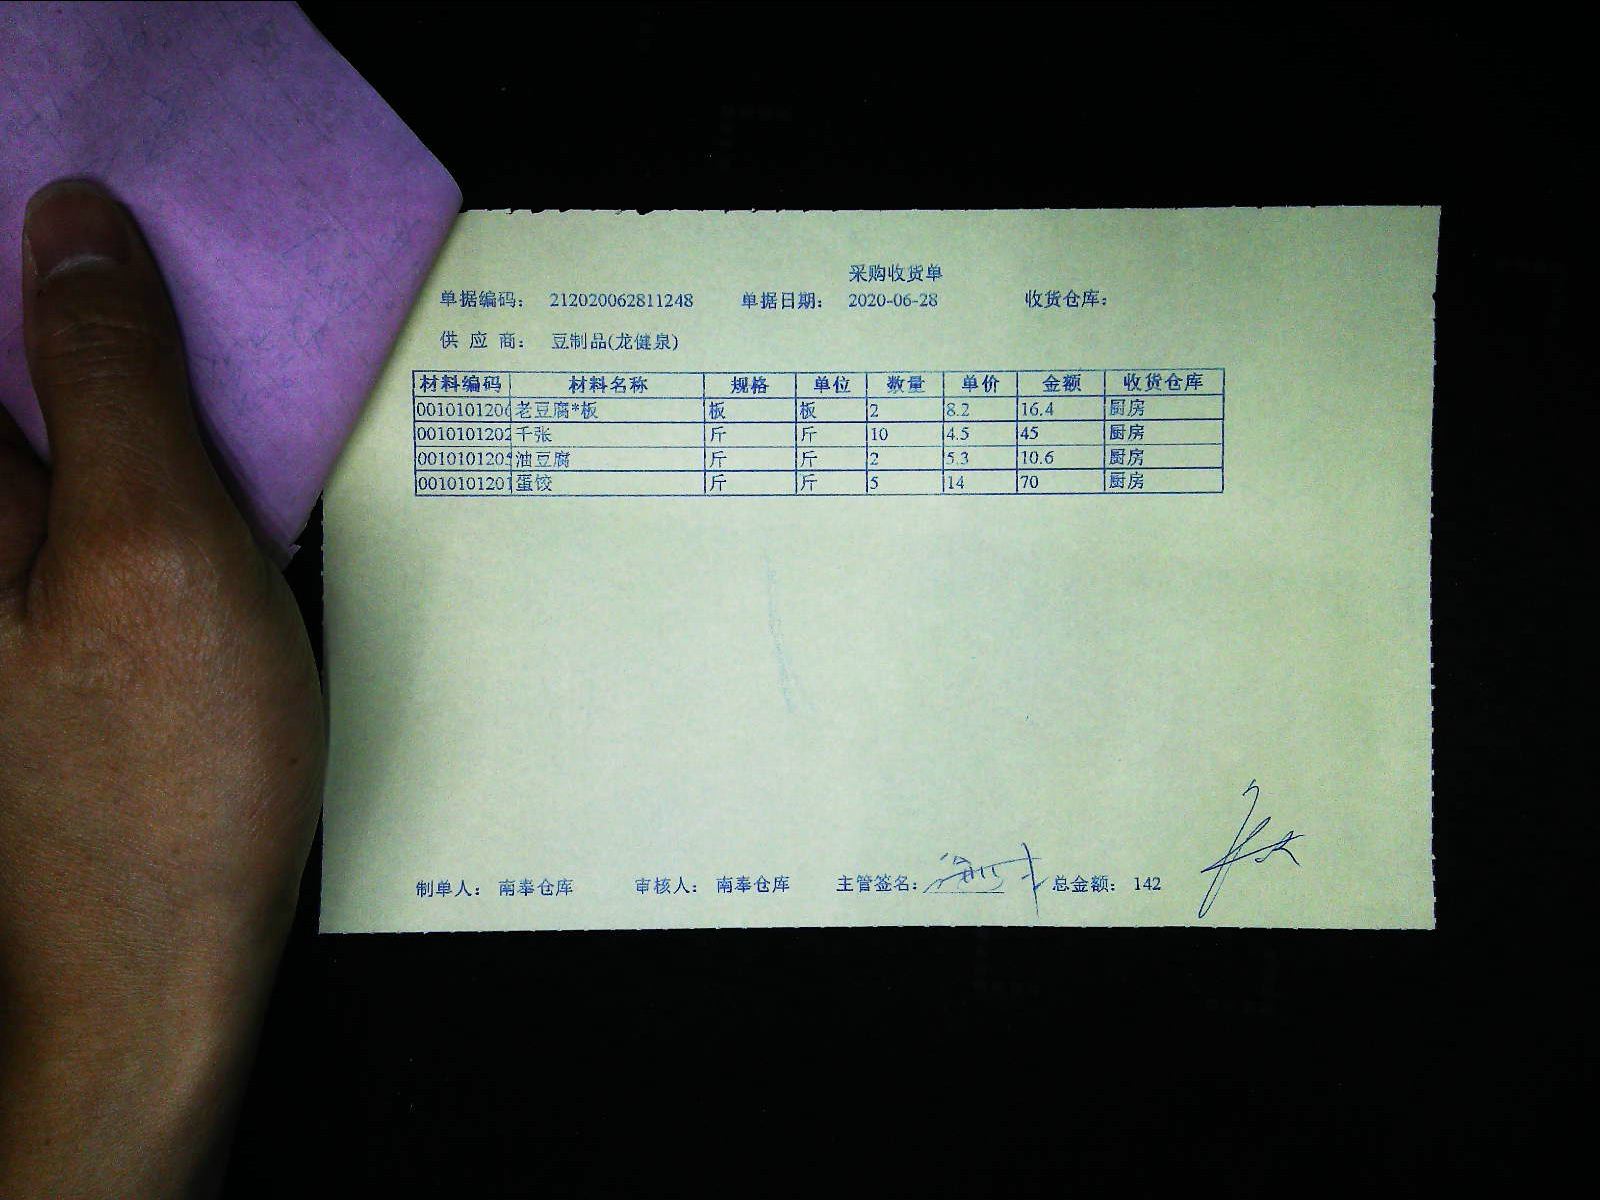 采购收货单
单据编码: 212020062811248 单据日期: 2020-06-28 收货仓库:
供 应 商: 豆制品(龙健泉)
材料编码 材料名称 规格 单位 数量 单价 金额 收货仓库
0010101206 老豆腐*板 板 板 2 8.2 16.4 厨房
0010101202 千张 斤 斤 10 4.5 45 厨房
0010101205 油豆腐 斤 斤 2 5.3 10.6 厨房
0010101201 蛋饺 斤 斤 5 14 70 厨房
制单人: 南奉仓库 审核人: 南奉仓库 主管签名: 总金额: 142